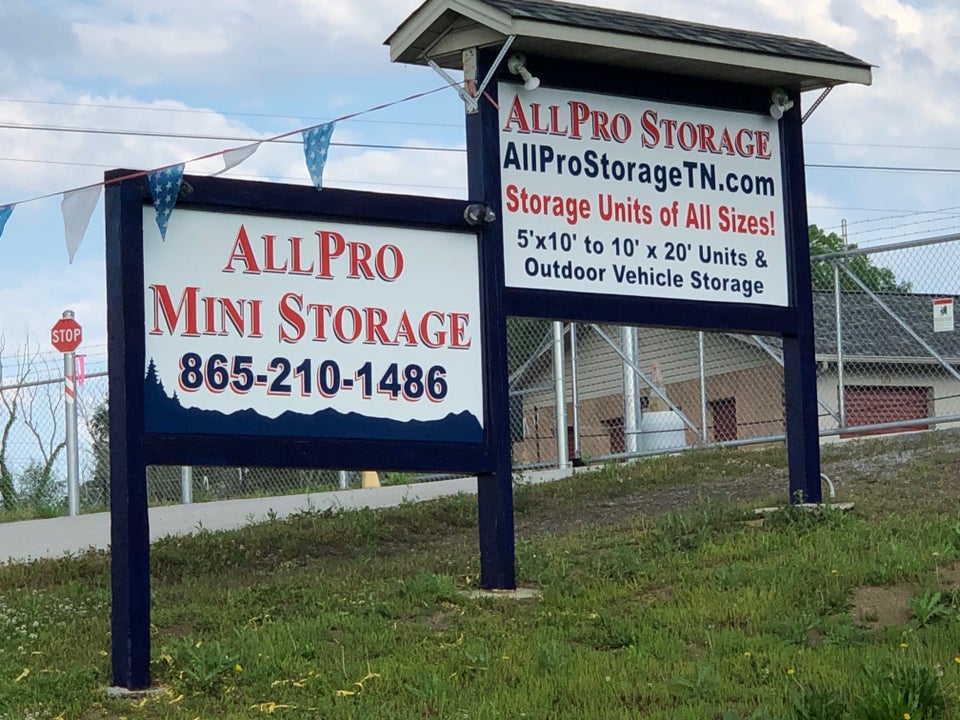 STOP
ALLPRO
MINI STORAGE
865-210-1486
ALLPRO STORAGE
AllProStorageTN.com
Storage Units of All Sizes!
5'x10' to 10' x 20' Units &
Outdoor Vehicle Storage